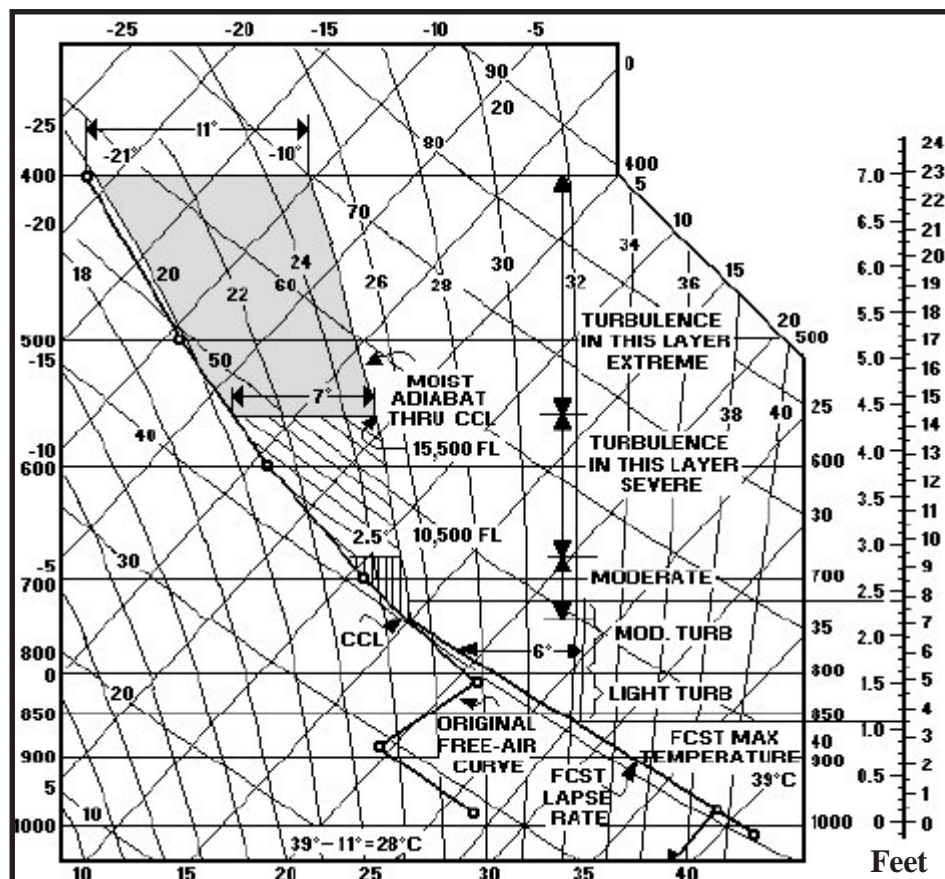 -25 -20 -15 -10 -5
0
90
20
-25 11° 80
-21° -10°
400 400 7.0 24
5 23
-20 70 10 6.5 22
34 21
18 20 22 24 60 26 28 30 32 36 15 6.0 20
19
5.5 18
TURBULENCE
IN THIS LAYER
EXTREME
20
500 500 17
-15 50 5.0 16
7° MOIST
ADIABAT
THRU CCL
38 40 25 4.5 15
40 15,500 FL 14
TURBULENCE
IN THIS LAYER
SEVERE
-10
600 600 4.0 13
12
3.5 11
2.5° 10,500 FL 30 10
30 3.0 9
-5
700 MODERATE 700 2.5 8
7
CCL MOD. TURB 35 2.0
800 6° 800 6
0 5
20 LIGHT TURB 1.5
850 850 4
ORIGINAL
FREE-AIR
CURVE
FCST MAX
TEMPERATURE
39°C
1.0 3
900 40
900 2
5 FCST
LAPSE
RATE
0.5 1
10
1000 1000 0 0
39°–11°=28°C
10 15 20 25 30 35 40
Feet